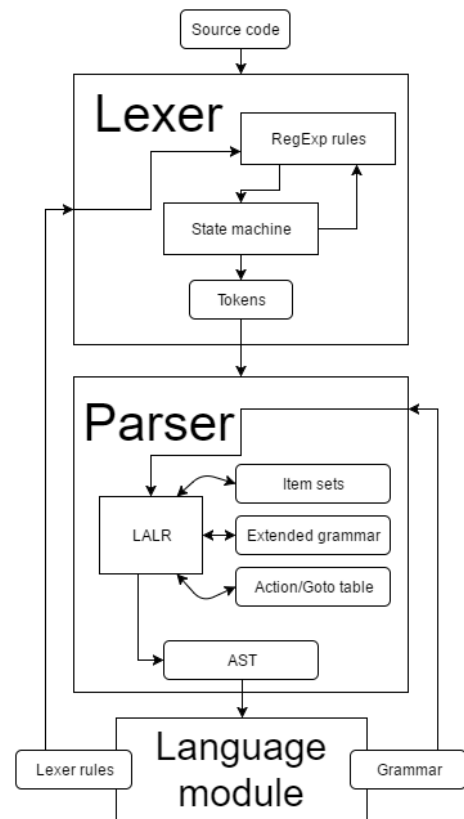 Source code
Lexer
RegExp rules
State machine
Tokens
Parser
Item sets
LALR
Extended grammar
Action/Goto table
AST
Language
module
Lexer rules
Grammar